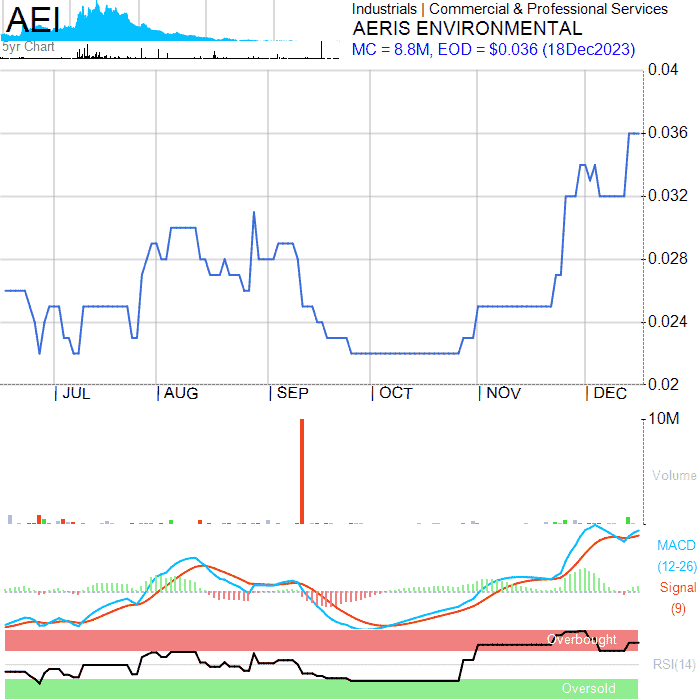 AEI
5yr Chart
Industrials | Commercial & Professional Services
AERIS ENVIRONMENTAL
MC = 8.8M, EOD = $0.036 (18Dec2023)
0.04
0.036
0.032
0.028
0.024
0.02
| JUL | AUG | SEP | OCT | NOV | DEC
10M
Volume
MACD
(12-26)
Signal
(9)
Overbought
RSI(14)
Oversold